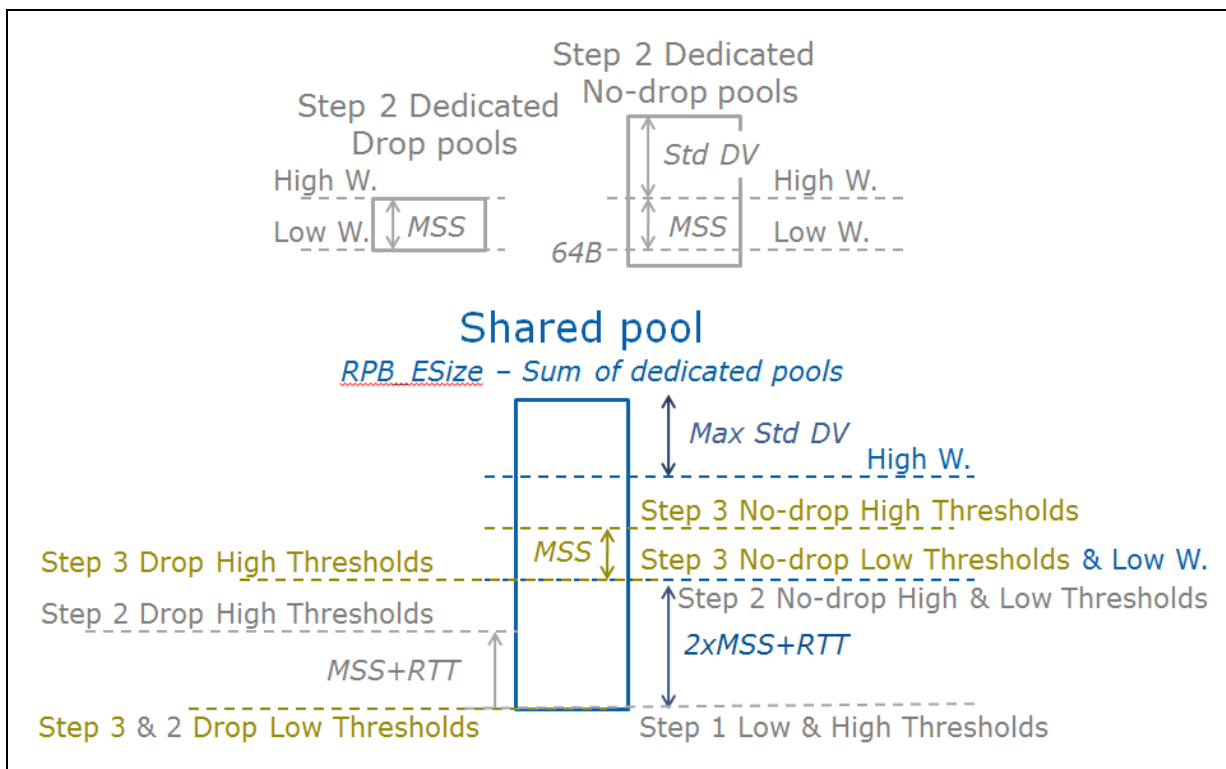 Step 2 Dedicated
No-drop pools
Step 2 Dedicated
Drop pools
Std DV
High W.
High W.
Low W.
MSS
MSS
Low W.
64B
Shared pool
RPB_ESize – Sum of dedicated pools
Max Std DV
High W.
Step 3 No-drop High Thresholds
MSS
Step 3 Drop High Thresholds
Step 3 No-drop Low Thresholds & Low W.
Step 2 No-drop High & Low Thresholds
Step 2 Drop High Thresholds
2xMSS+RTT
MSS+RTT
Step 3 & 2 Drop Low Thresholds
Step 1 Low & High Thresholds